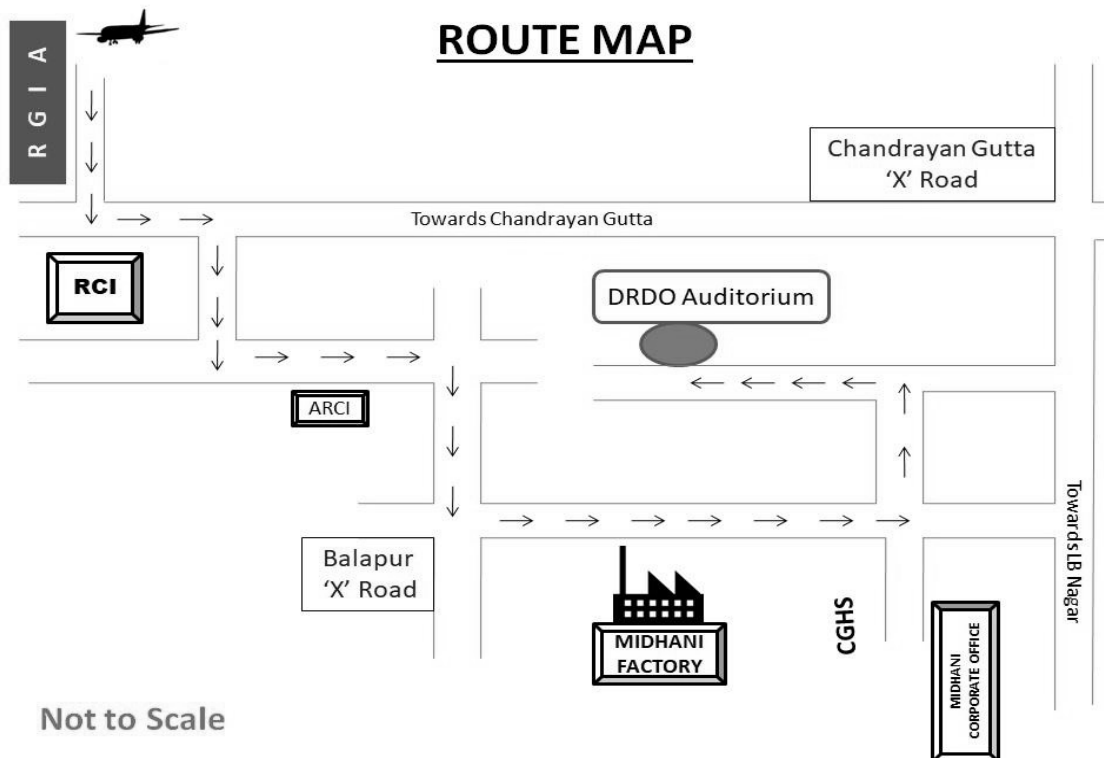 ROUTE MAP
R G I A
Chandrayan Gutta
‘X’ Road
Towards Chandrayan Gutta
RCI
DRDO Auditorium
ARCI
Towards LB Nagar
Balapur
‘X’ Road
MIDHANI
FACTORY
CGHS
MIDHANI
CORPORATE OFFICE
Not to Scale